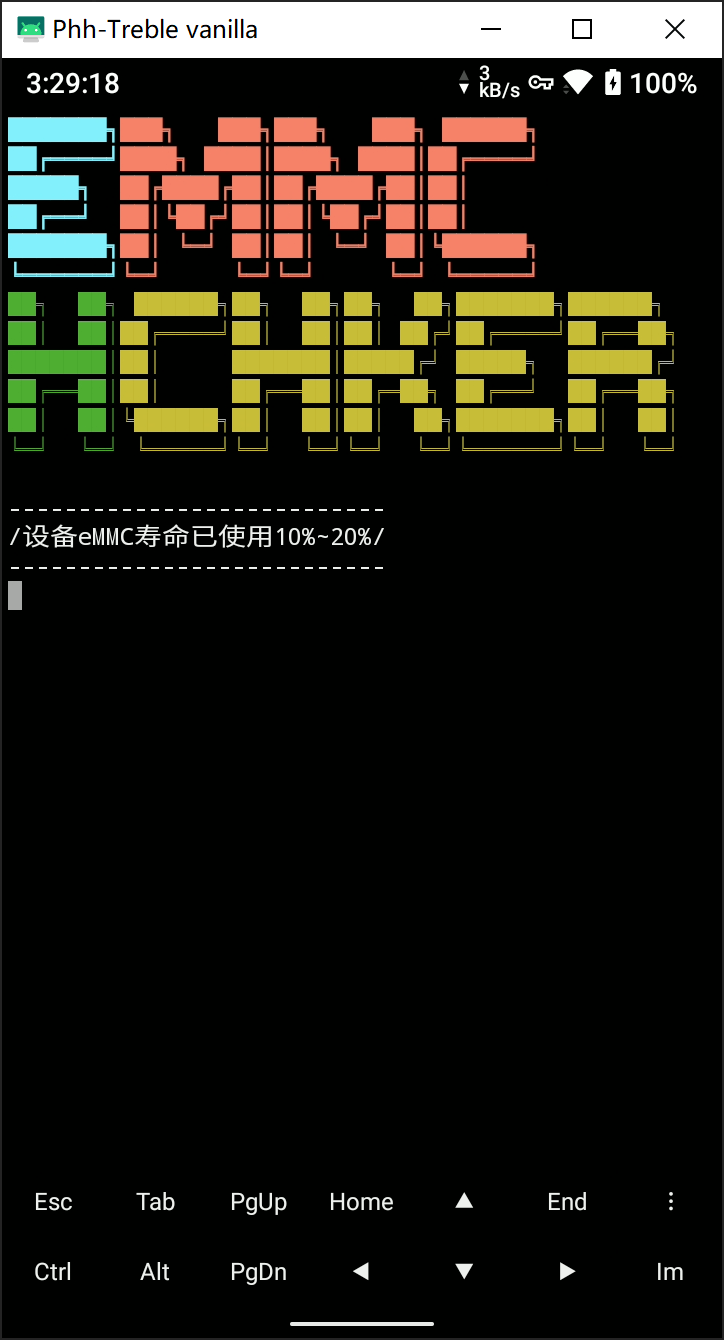 Phh-Treble vanilla
3:29:18
3 kB/s
100%
EMMC
HCHKER
---------------------------
/设备eMMC寿命已使用10%~20%/
---------------------------
Esc Tab PgUp Home ▲ End ⋮
Ctrl Alt PgDn ◀ ▼ ▶ Im